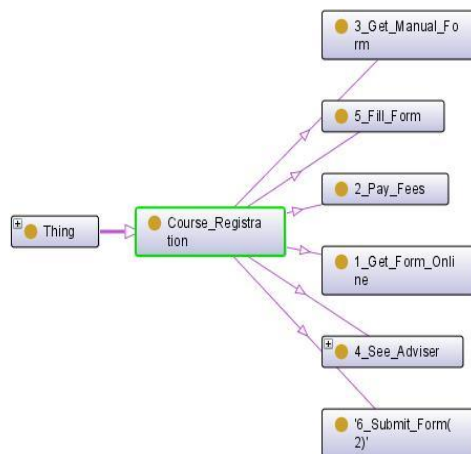 3_Get_Manual_Fo
rm
5_Fill_Form
2_Pay_Fees
Thing
Course_Registra
tion
1_Get_Form_Onli
ne
4_See_Adviser
'6_Submit_Form(
2)'